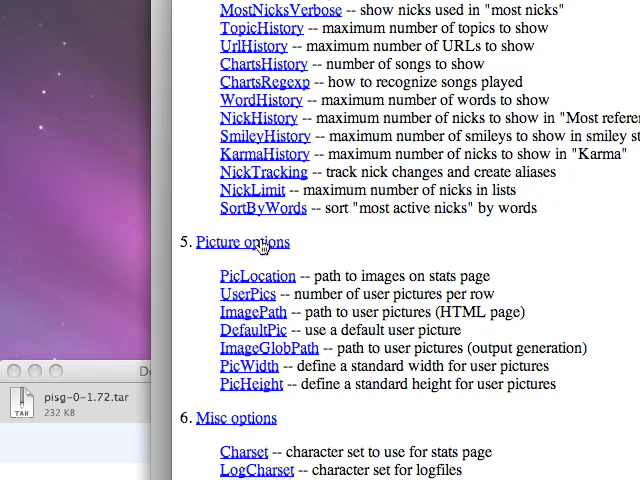 MostNicksVerbose -- show nicks used in "most nicks"
TopicHistory -- maximum number of topics to show
UrlHistory -- maximum number of URLs to show
ChartsHistory -- number of songs to show
ChartsRegexp -- how to recognize songs played
WordHistory -- maximum number of words to show
NickHistory -- maximum number of nicks to show in "Most refere
SmileyHistory -- maximum number of smileys to show in smiley st
KarmaHistory -- maximum number of nicks to show in "Karma"
NickTracking -- track nick changes and create aliases
NickLimit -- maximum number of nicks in lists
SortByWords -- sort "most active nicks" by words
5. Picture options
PicLocation -- path to images on stats page
UserPics -- number of user pictures per row
ImagePath -- path to user pictures (HTML page)
DefaultPic -- use a default user picture
ImageGlobPath -- path to user pictures (output generation)
PicWidth -- define a standard width for user pictures
PicHeight -- define a standard height for user pictures
6. Misc options
Charset -- character set to use for stats page
LogCharset -- character set for logfiles
De
TAR
pisg-0-1.72.tar
232 KB